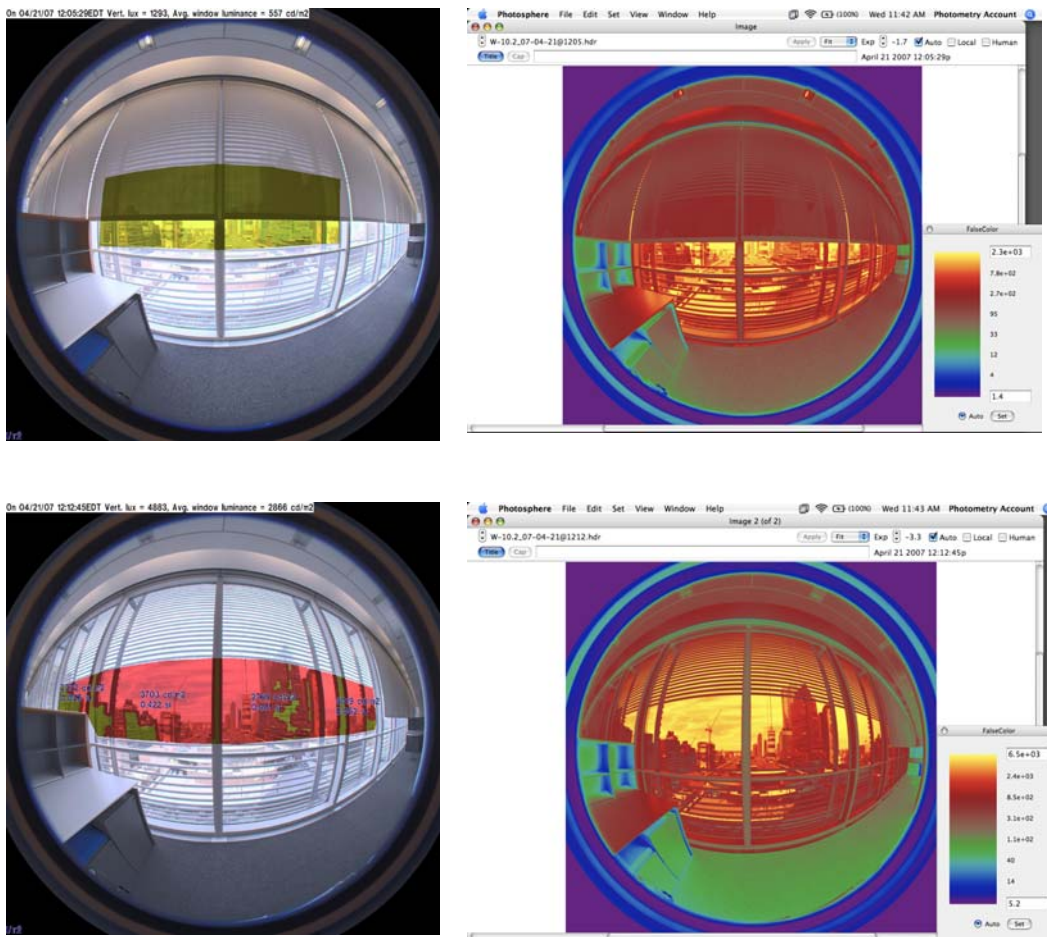 On 04/21/07 12:05:29EDT Vert. lux = 1293, Avg. window luminance = 557 cd/m2
Photosphere File Edit Set View Window Help (100%) Wed 11:42 AM Photometry Account
Image
W-10.2_07-04-21@1205.hdr Apply Fit Exp -1.7 Auto Local Human
Title Cap April 21 2007 12:05:29p
FalseColor
2.3e+03
7.8e+02
2.7e+02
95
33
12
4
1.4
Auto Set
On 04/21/07 12:12:45EDT Vert. lux = 4883, Avg. window luminance = 2866 cd/m2
3703 cd/m2
0.422 sr
Photosphere File Edit Set View Window Help (100%) Wed 11:43 AM Photometry Account
Image 2 (of 2)
W-10.2_07-04-21@1212.hdr Apply Fit Exp -3.3 Auto Local Human
Title Cap April 21 2007 12:12:45p
FalseColor
6.5e+03
2.4e+03
8.5e+02
3.1e+02
1.1e+02
40
14
5.2
Auto Set